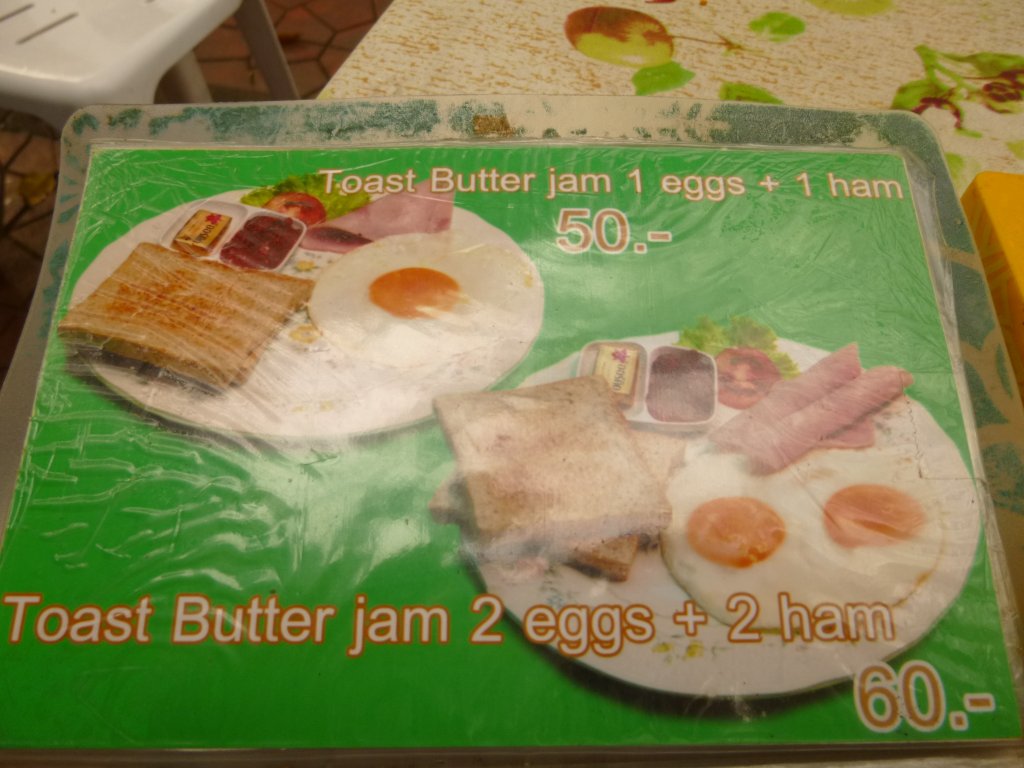 Toast Butter jam 1 eggs + 1 ham
50.-
Toast Butter jam 2 eggs + 2 ham
60.-